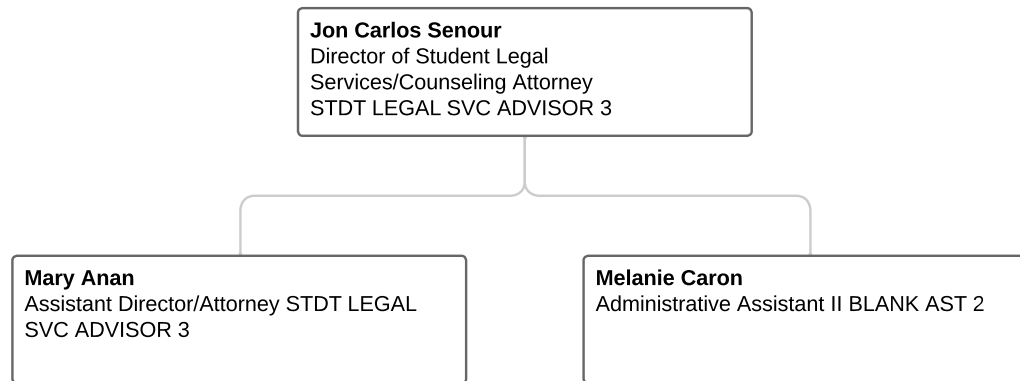 Jon Carlos Senour
Director of Student Legal
Services/Counseling Attorney
STDT LEGAL SVC ADVISOR 3
Mary Anan
Assistant Director/Attorney STDT LEGAL
SVC ADVISOR 3
Melanie Caron
Administrative Assistant II BLANK AST 2